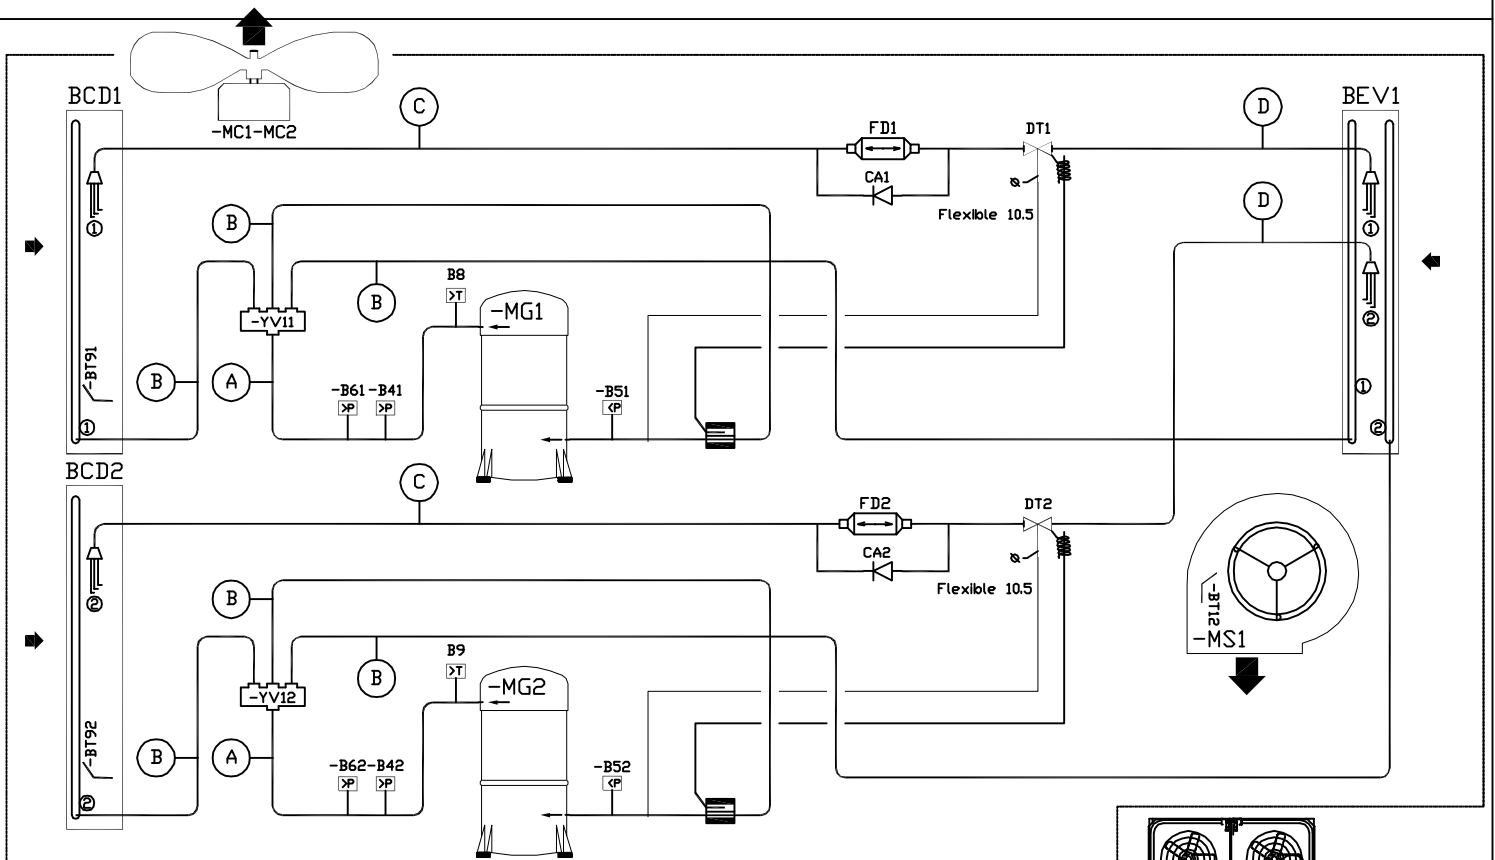 BCD1
-MC1-MC2
C
FD1
DT1
D
BEV1
CA1
Ø
Flexible 10.5
B
D
1
1
B8
>T
B
-MG1
2
-YV11
-BT91
B
A
-B61 -B41
>P >P
-B51
<P
1
1
2
BCD2
C
FD2
DT2
CA2
Ø
Flexible 10.5
B
2
-BT12
-MS1
B9
>T
B
-MG2
-YV12
-BT92
B
A
-B62-B42
>P >P
-B52
<P
2